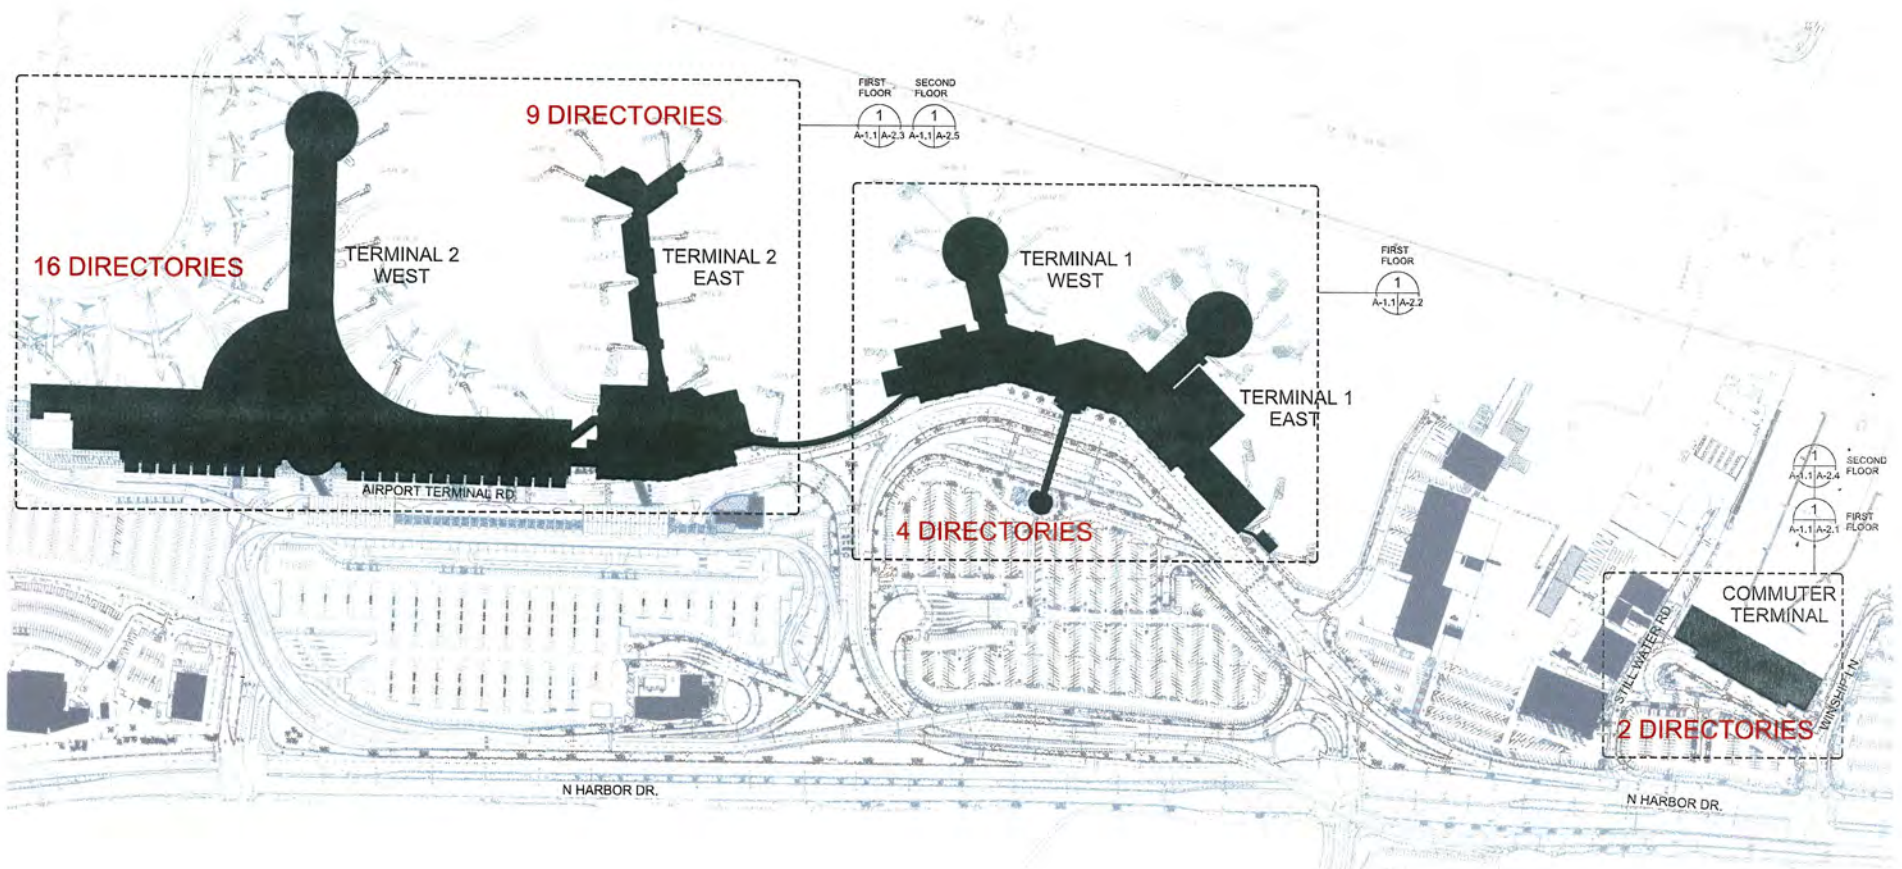 FIRST
FLOOR
SECOND
FLOOR
1
A-1.1 A-2.3
1
A-1.1 A-2.5
9 DIRECTORIES
16 DIRECTORIES
TERMINAL 2
WEST
TERMINAL 2
EAST
TERMINAL 1
WEST
FIRST
FLOOR
1
A-1.1 A-2.2
TERMINAL 1
EAST
AIRPORT TERMINAL RD
4 DIRECTORIES
1
A-1.1 A-2.4
SECOND
FLOOR
1
A-1.1 A-2.1
FIRST
FLOOR
COMMUTER
TERMINAL
STILLWATER RD
WINSHIP LN
2 DIRECTORIES
N HARBOR DR.
N HARBOR DR.